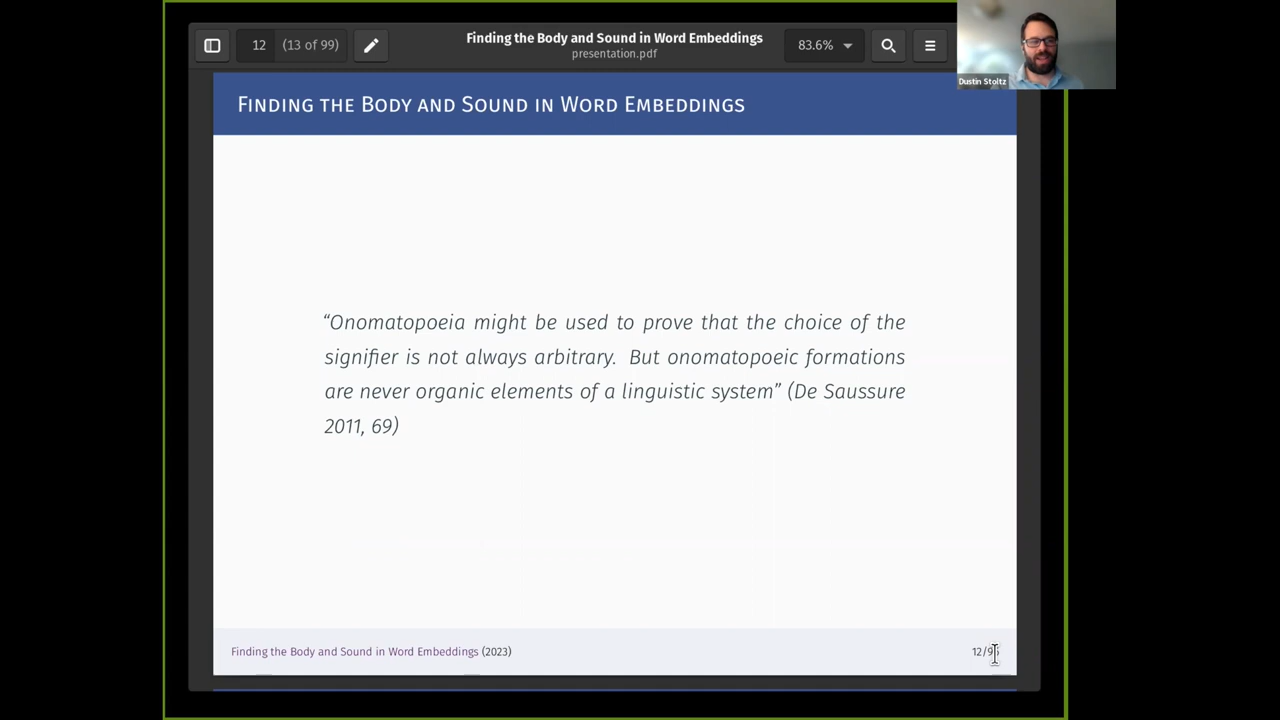 12 (13 of 99)
Finding the Body and Sound in Word Embeddings
presentation.pdf
83.6%
Dustin Stoltz
Finding the Body and Sound in Word Embeddings
“Onomatopoeia might be used to prove that the choice of the
signifier is not always arbitrary. But onomatopoeic formations
are never organic elements of a linguistic system” (De Saussure
2011, 69)
Finding the Body and Sound in Word Embeddings (2023)